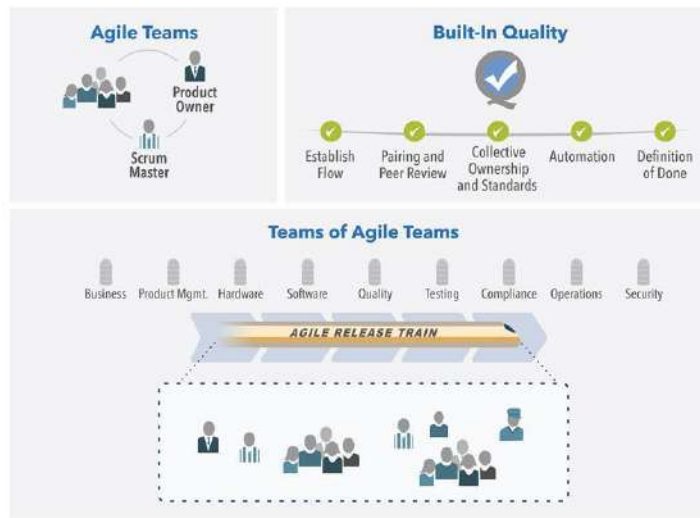 Agile Teams
Product
Owner
Scrum
Master
Built-In Quality
Establish
Flow
Pairing and
Peer Review
Collective
Ownership
and Standards
Automation
Definition
of Done
Teams of Agile Teams
Business Product Mgmt. Hardware Software Quality Testing Compliance Operations Security
AGILE RELEASE TRAIN